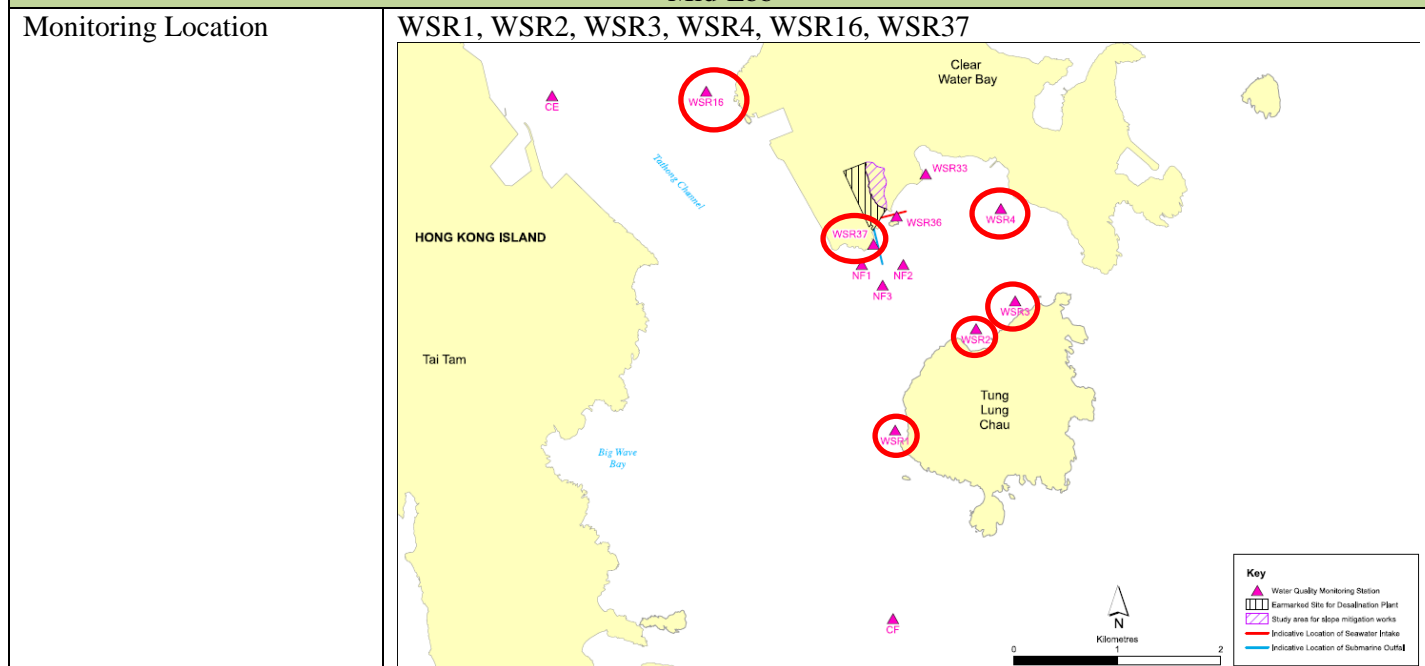 Mid-Ebb
Monitoring Location
WSR1, WSR2, WSR3, WSR4, WSR16, WSR37
Clear
Water Bay
CE
WSR16
Tathong Channel
WSR33
WSR4
WSR36
HONG KONG ISLAND
WSR37
NF1
NF2
NF3
WSR3
WSR2
Tai Tam
Tung
Lung
Chau
WSR1
Big Wave
Bay
CF
N
Kilometres
0 1 2
Key
Water Quality Monitoring Station
Earmarked Site for Desalination Plant
Study area for slope mitigation works
Indicative Location of Seawater Intake
Indicative Location of Submarine Outfall